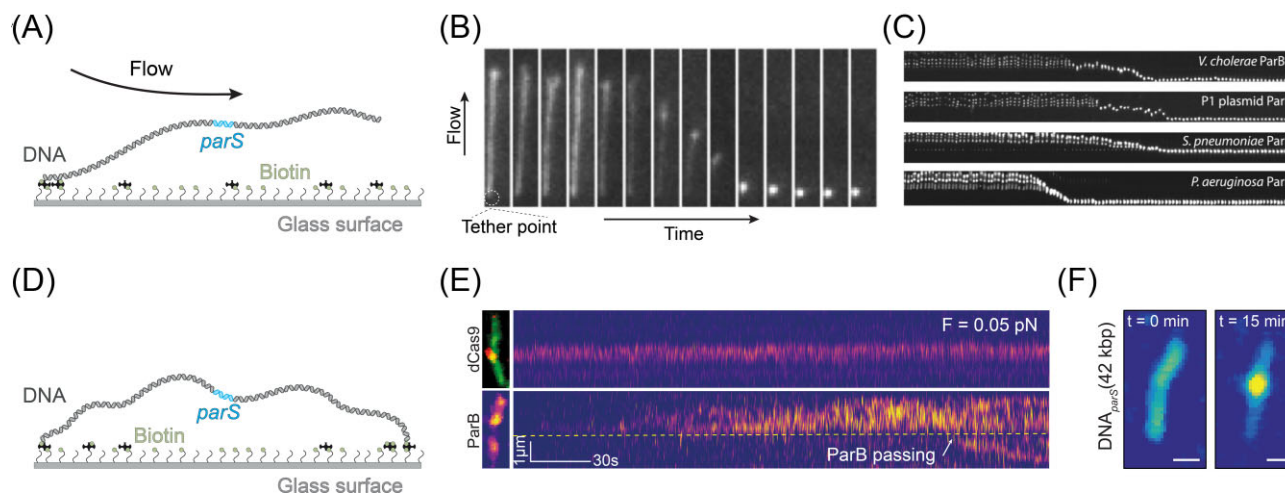 (A)
Flow
DNA
parS
Biotin
Glass surface
(B)
Flow
Tether point
Time
(C)
V. cholerae ParB
P1 plasmid Par
S. pneumoniae Par
P. aeruginosa Par
(D)
DNA
parS
Biotin
Glass surface
(E)
dCas9
F = 0.05 pN
ParB
1μm
30s
ParB passing
(F)
DNAparS(42 kbp)
t = 0 min
t = 15 min